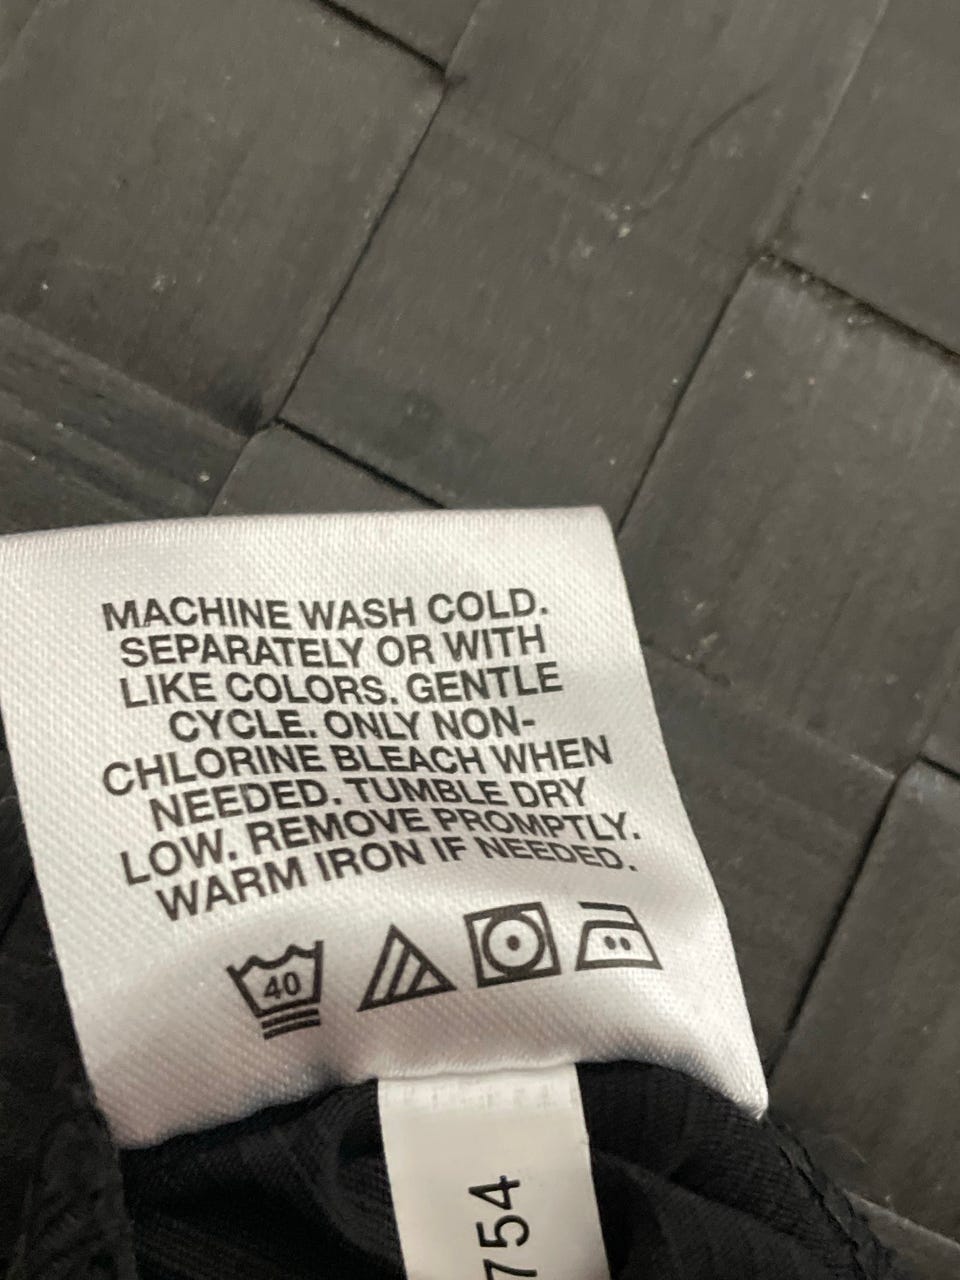 MACHINE WASH COLD.
SEPARATELY OR WITH
LIKE COLORS. GENTLE
CYCLE. ONLY NON-
CHLORINE BLEACH WHEN
NEEDED. TUMBLE DRY
LOW. REMOVE PROMPTLY.
WARM IRON IF NEEDED.
40
754